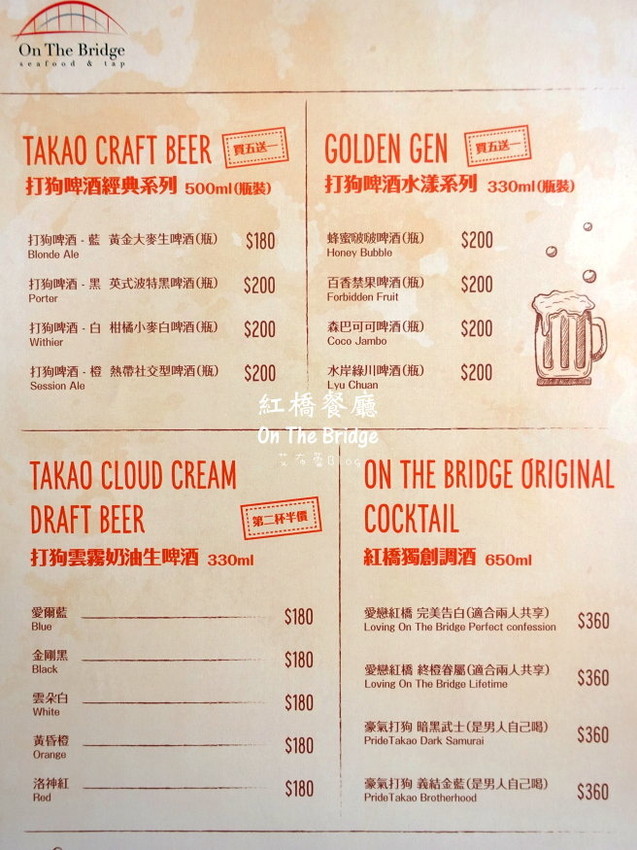 On The Bridge
seafood & tap
TAKAO CRAFT BEER 買五送一
打狗啤酒經典系列 500ml(瓶裝)
打狗啤酒 - 藍 黃金大麥生啤酒(瓶) $180
Blonde Ale
打狗啤酒 - 黑 英式波特黑啤酒(瓶) $200
Porter
打狗啤酒 - 白 柑橘小麥白啤酒(瓶) $200
Withier
打狗啤酒 - 橙 熱帶社交型啤酒(瓶) $200
Session Ale
GOLDEN GEN 買五送一
打狗啤酒水漾系列 330ml(瓶裝)
蜂蜜啵啵啤酒(瓶) $200
Honey Bubble
百香禁果啤酒(瓶) $200
Forbidden Fruit
森巴可可啤酒(瓶) $200
Coco Jambo
水岸綠川啤酒(瓶) $200
Lyu Chuan
紅橋餐廳
On The Bridge
艾布魯Blog
TAKAO CLOUD CREAM
DRAFT BEER 第二杯半價
打狗雲霧奶油生啤酒 330ml
愛爾藍 $180
Blue
金剛黑 $180
Black
雲朵白 $180
White
黃昏橙 $180
Orange
洛神紅 $180
Red
ON THE BRIDGE ORIGINAL
COCKTAIL
紅橋獨創調酒 650ml
愛戀紅橋 完美告白(適合兩人共享) $360
Loving On The Bridge Perfect confession
愛戀紅橋 終橙眷屬(適合兩人共享) $360
Loving On The Bridge Lifetime
豪氣打狗 暗黑武士(是男人自己喝) $360
PrideTakao Dark Samurai
豪氣打狗 義結金藍(是男人自己喝) $360
PrideTakao Brotherhood